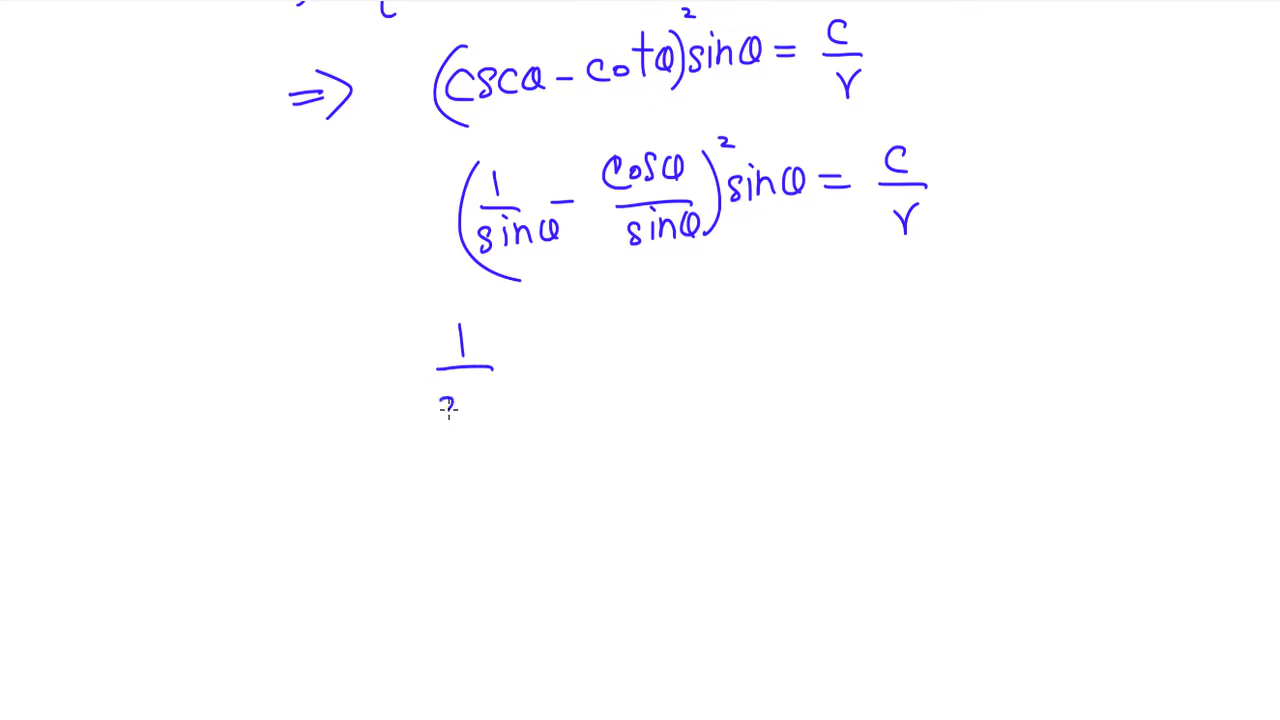 ⇒ (cscθ - cotθ)² sinθ = c/r
(1/sinθ - cosθ/sinθ)² sinθ = c/r
1/